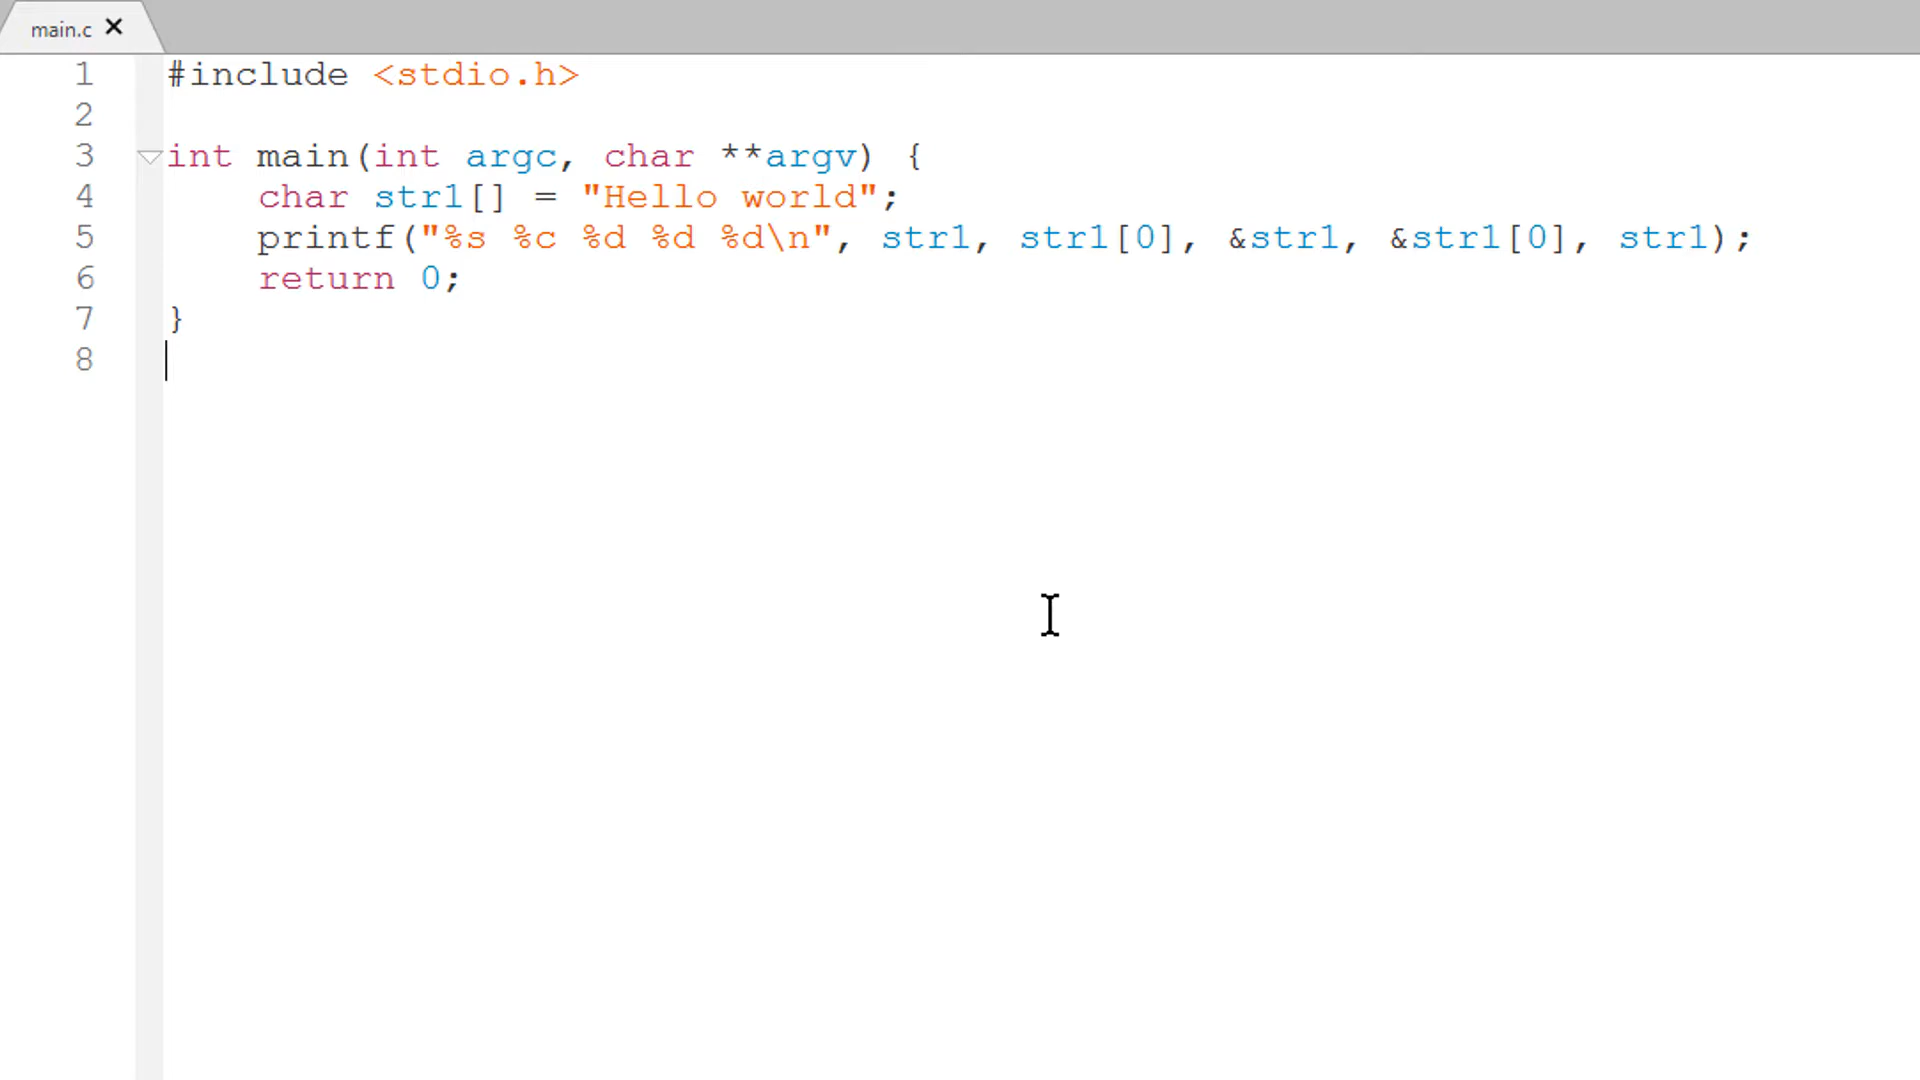 main.c ✕
1 #include <stdio.h>
2
3 int main(int argc, char **argv) {
4     char str1[] = "Hello world";
5     printf("%s %c %d %d %d\n", str1, str1[0], &str1, &str1[0], str1);
6     return 0;
7 }
8